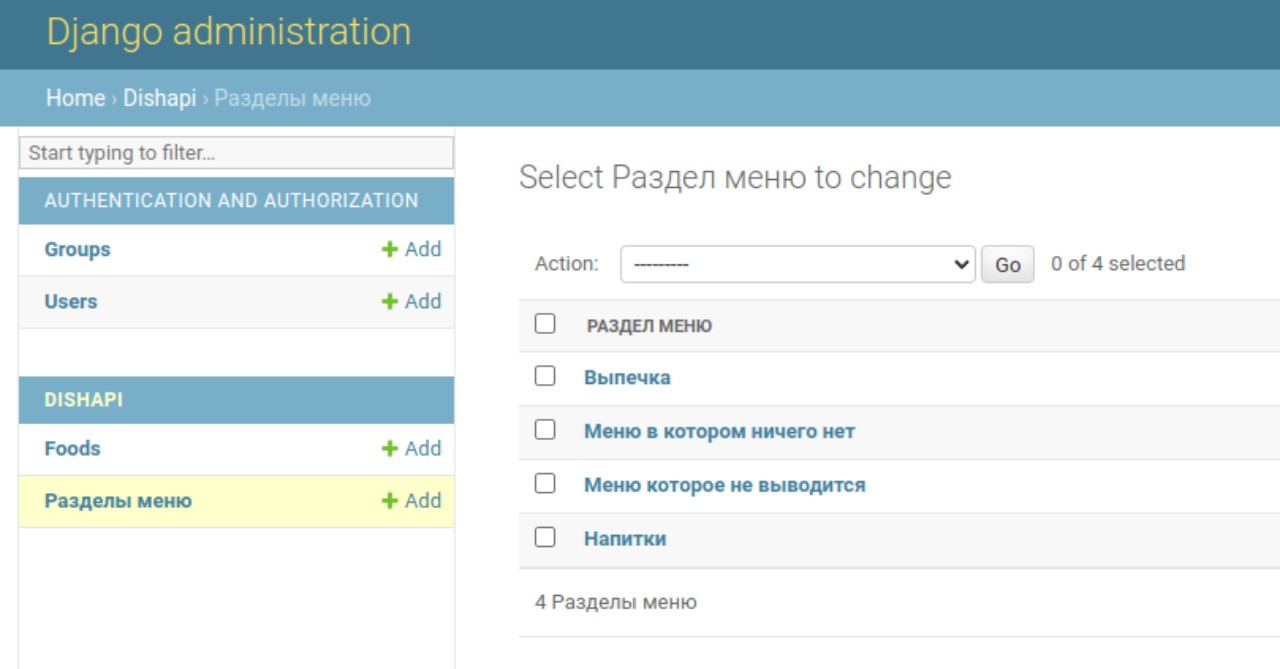 Django administration
Home › Dishapi › Разделы меню
Start typing to filter…
AUTHENTICATION AND AUTHORIZATION
Groups + Add
Users + Add
DISHAPI
Foods + Add
Разделы меню + Add
Select Раздел меню to change
Action: --------- Go 0 of 4 selected
РАЗДЕЛ МЕНЮ
Выпечка
Меню в котором ничего нет
Меню которое не выводится
Напитки
4 Разделы меню